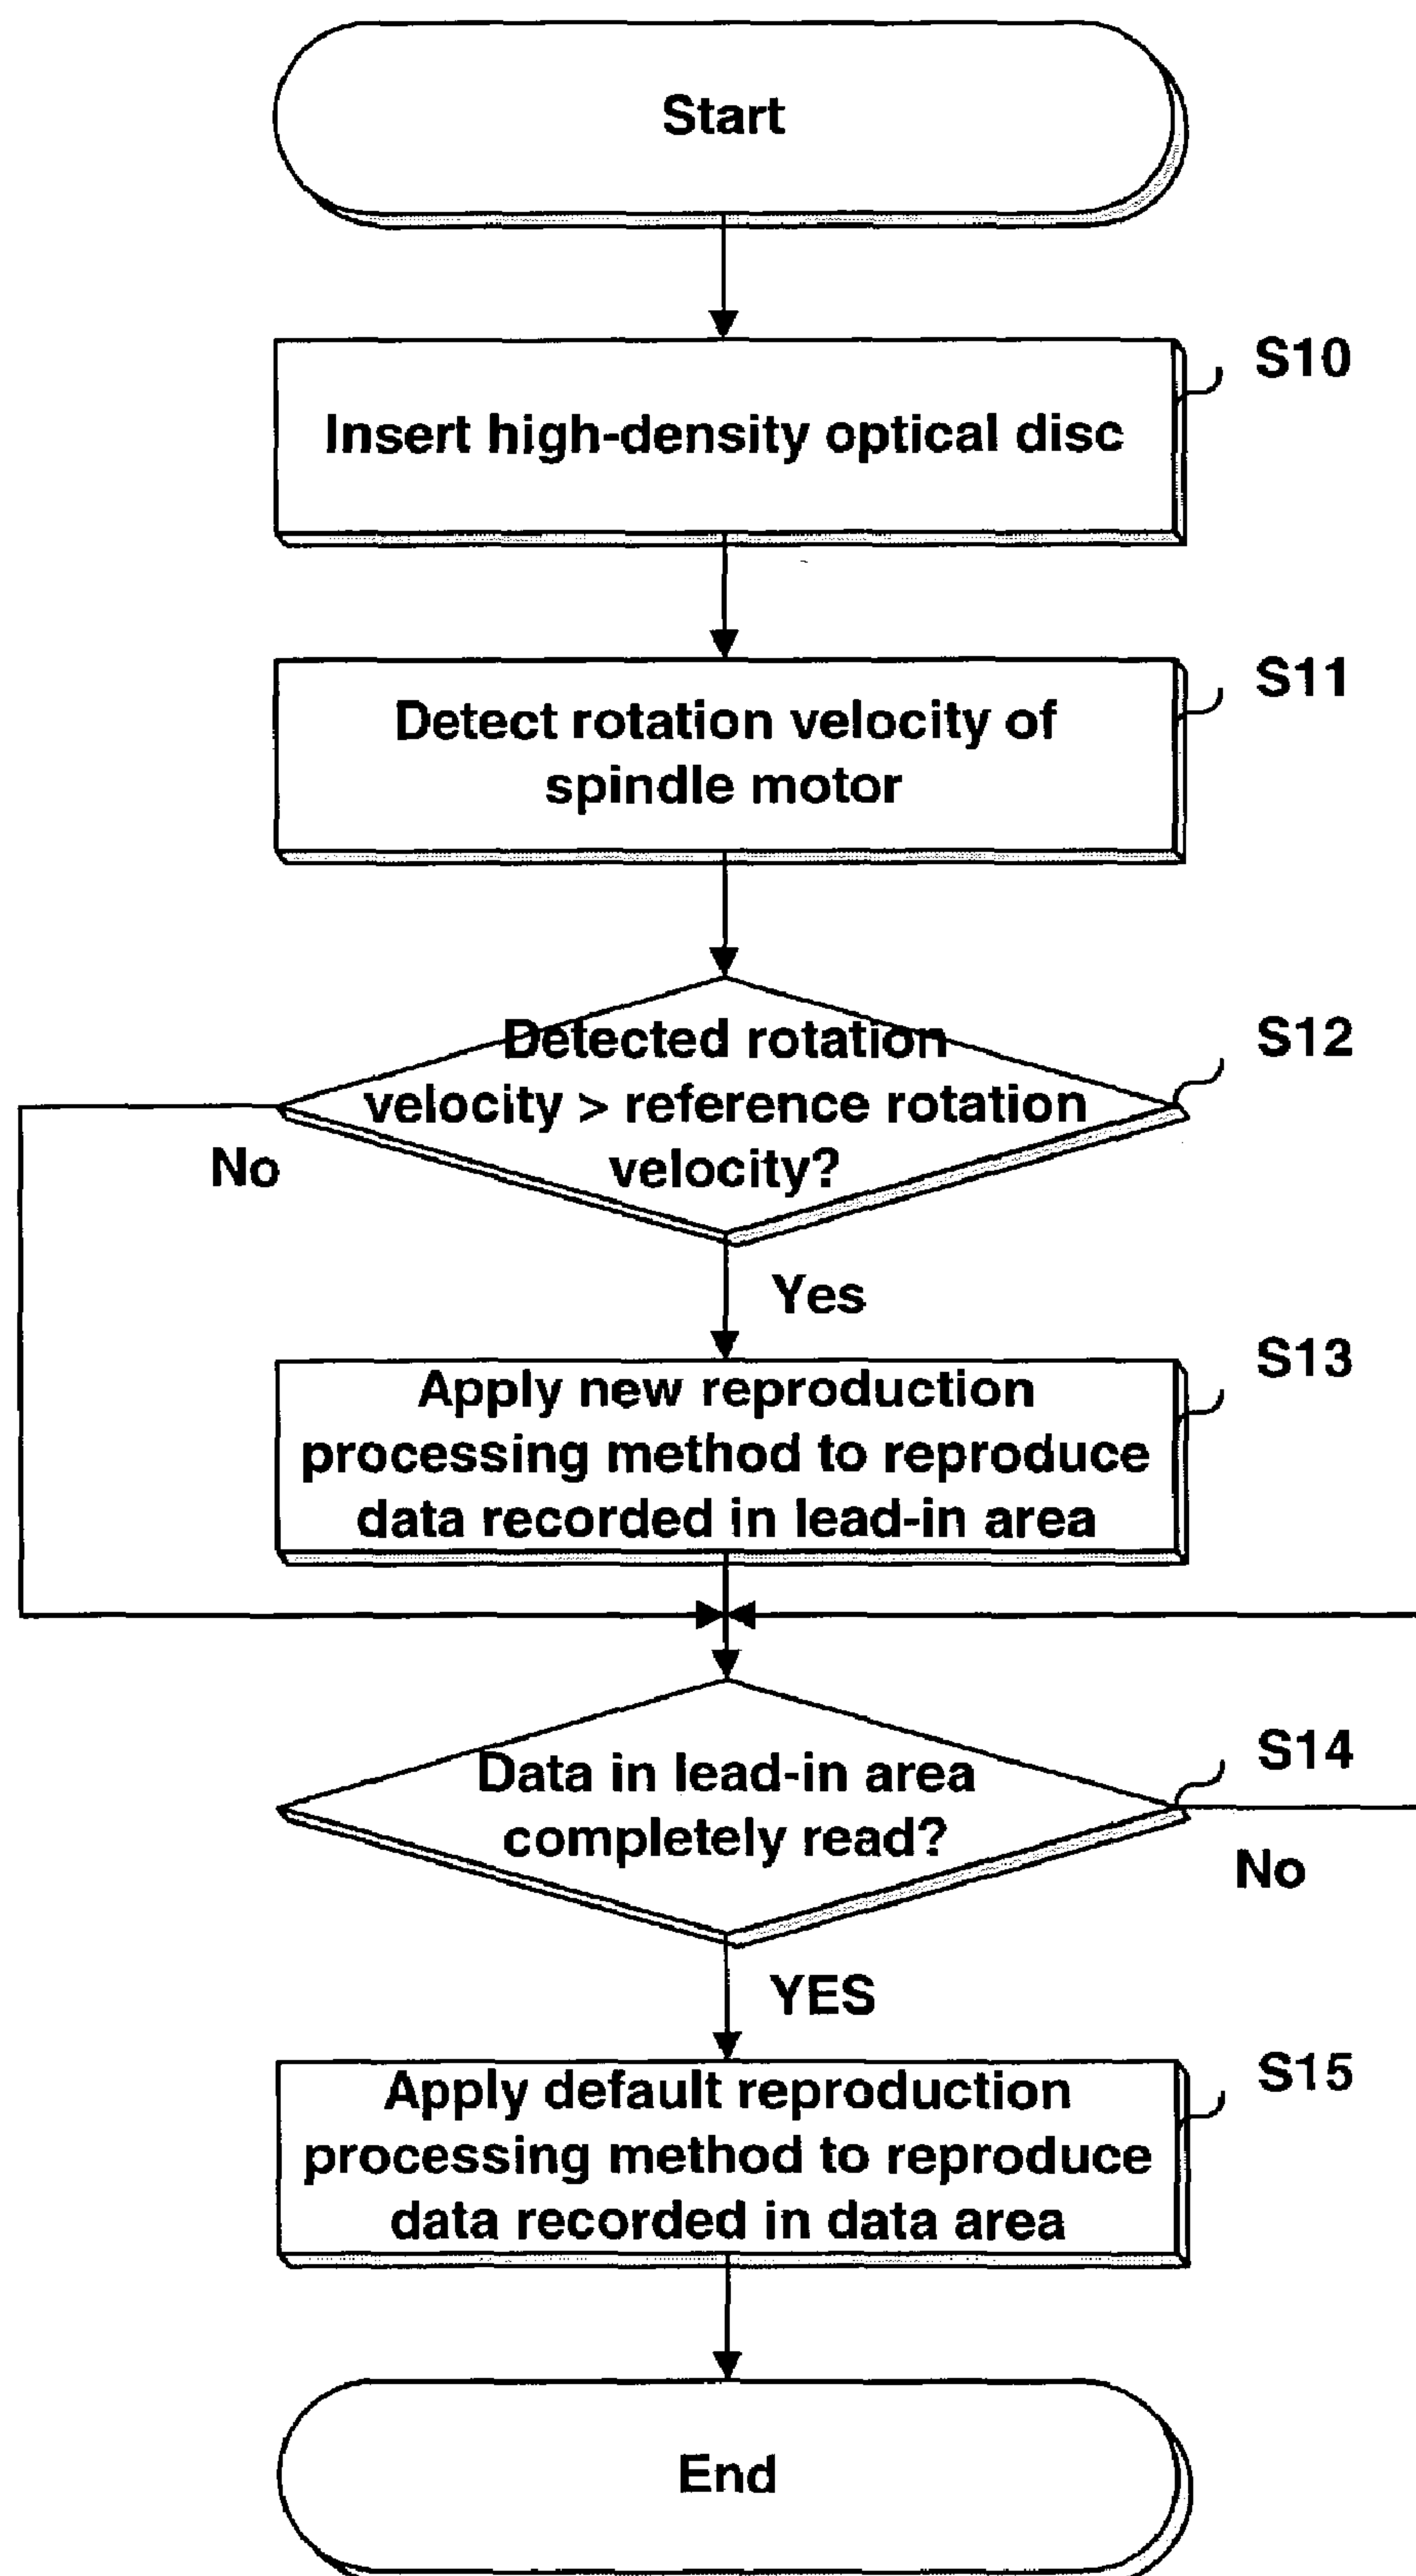 Start
S10
Insert high-density optical disc
S11
Detect rotation velocity of
spindle motor
S12
Detected rotation
velocity > reference rotation
velocity?
No
Yes
S13
Apply new reproduction
processing method to reproduce
data recorded in lead-in area
S14
Data in lead-in area
completely read?
No
YES
S15
Apply default reproduction
processing method to reproduce
data recorded in data area
End